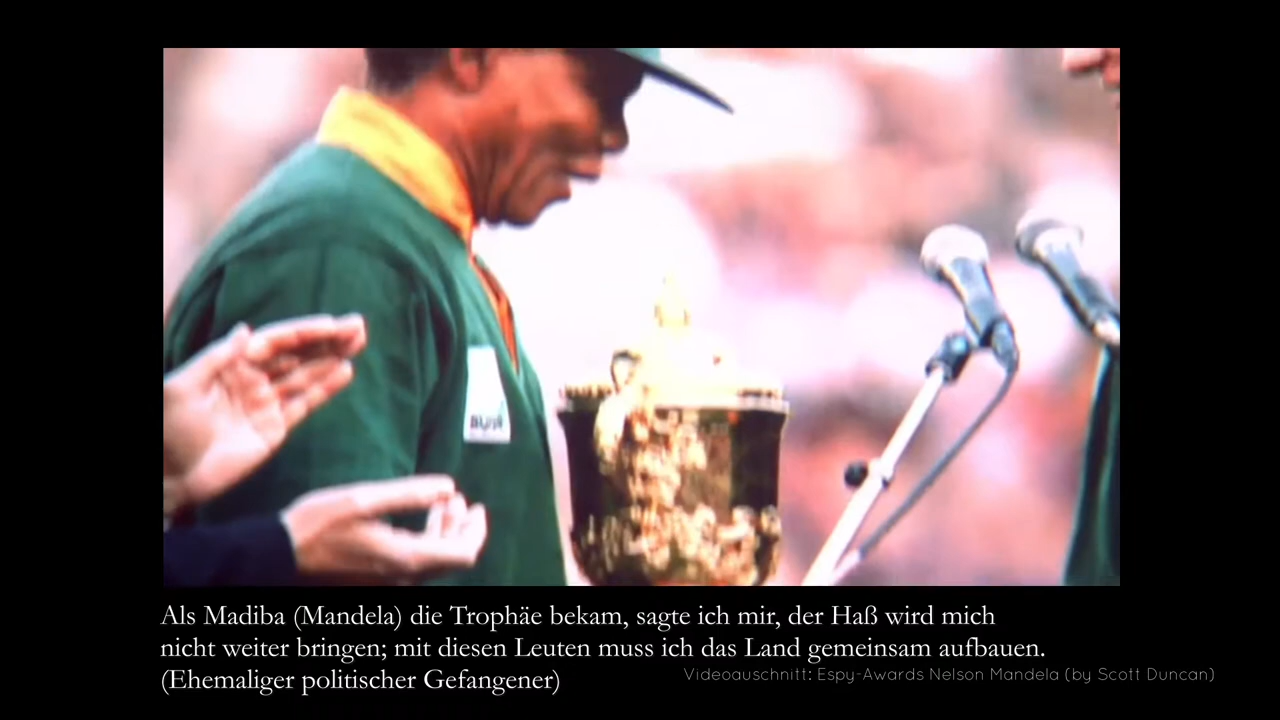 Als Madiba (Mandela) die Trophäe bekam, sagte ich mir, der Haß wird mich
nicht weiter bringen; mit diesen Leuten muss ich das Land gemeinsam aufbauen.
(Ehemaliger politischer Gefangener)
Videoauschnitt: Espy-Awards Nelson Mandela (by Scott Duncan)